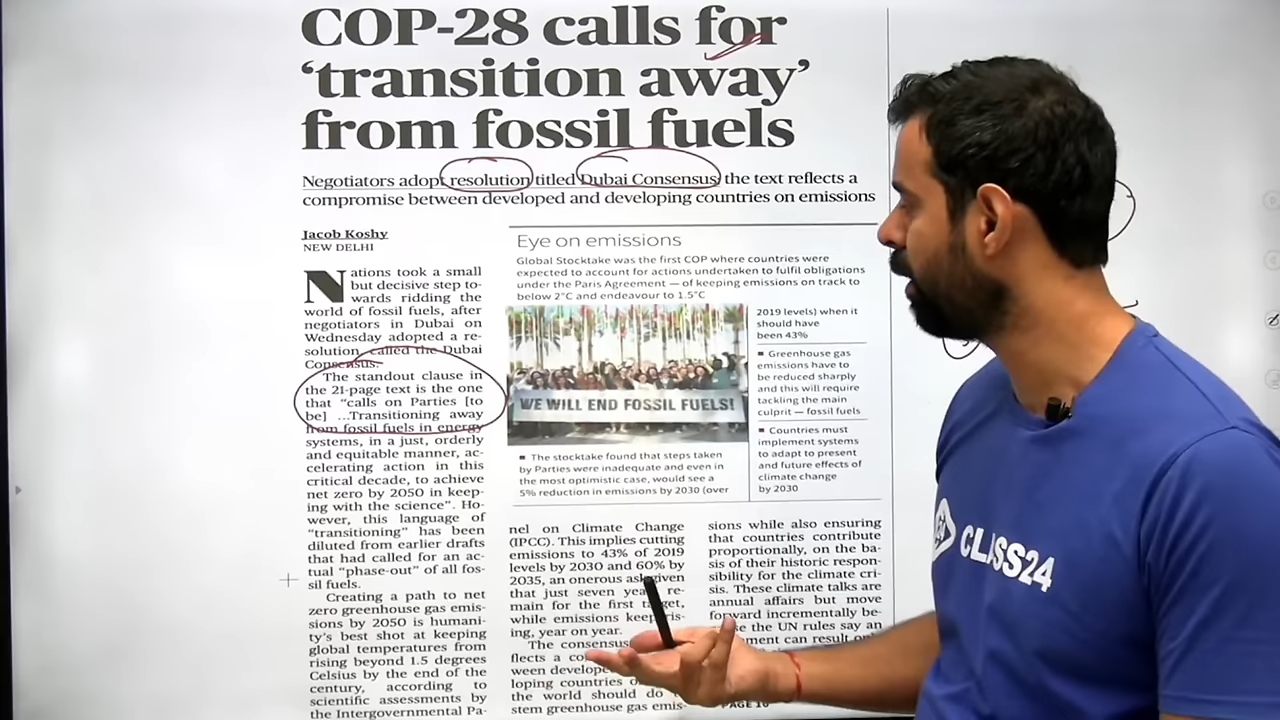 COP-28 calls for
‘transition away’
from fossil fuels
Negotiators adopt resolution titled Dubai Consensus; the text reflects a
compromise between developed and developing countries on emissions
Jacob Koshy
NEW DELHI
Nations took a small
but decisive step to-
wards ridding the
world of fossil fuels, after
negotiators in Dubai on
Wednesday adopted a re-
solution called the Dubai
Consensus.
The standout clause in
the 21-page text is the one
that “calls on Parties [to
be] ...Transitioning away
from fossil fuels in energy
systems, in a just, orderly
and equitable manner, ac-
celerating action in this
critical decade, to achieve
net zero by 2050 in keep-
ing with the science”. Ho-
wever, this language of
“transitioning” has been
diluted from earlier drafts
that had called for an ac-
tual “phase-out” of all fos-
sil fuels.
Creating a path to net
zero greenhouse gas emis-
sions by 2050 is humani-
ty’s best shot at keeping
global temperatures from
rising beyond 1.5 degrees
Celsius by the end of the
century, according to
scientific assessments by
the Intergovernmental Pa-
Eye on emissions
Global Stocktake was the first COP where countries were
expected to account for actions undertaken to fulfil obligations
under the Paris Agreement — of keeping emissions on track to
below 2°C and endeavour to 1.5°C
WE WILL END FOSSIL FUELS!
▪ The stocktake found that steps taken
by Parties were inadequate and even in
the most optimistic case, would see a
5% reduction in emissions by 2030 (over
2019 levels) when it
should have
been 43%
▪ Greenhouse gas
emissions have to
be reduced sharply
and this will require
tackling the main
culprit — fossil fuels
▪ Countries must
implement systems
to adapt to present
and future effects of
climate change
by 2030
nel on Climate Change
(IPCC). This implies cutting
emissions to 43% of 2019
levels by 2030 and 60% by
2035, an onerous ask given
that just seven years re-
main for the first target,
while emissions keep ris-
ing, year on year.
The consensus
flects a
ween
loping countries
the world should do
stem greenhouse gas emis-
sions while also ensuring
that countries contribute
proportionally, on the ba-
sis of their historic respon-
sibility for the climate cri-
sis. These climate talks are
annual affairs but move
forward incrementally be-
the UN rules say an
can result only
PAGE 10
CLASS24